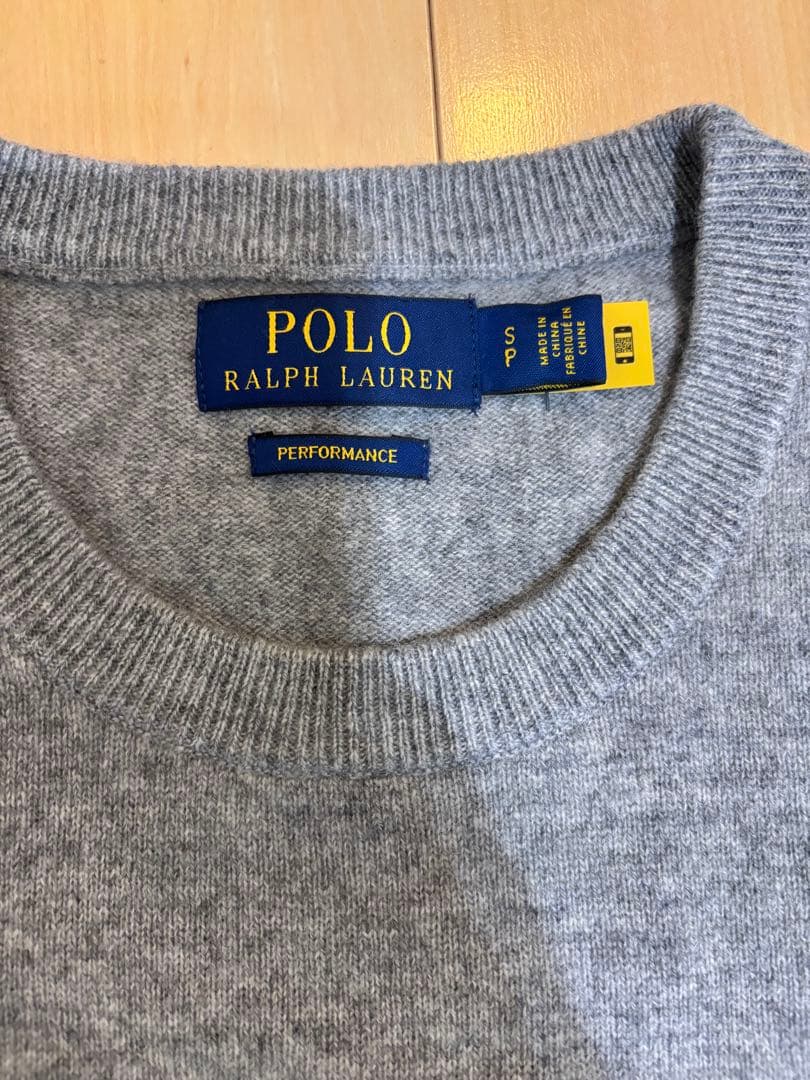 POLO
RALPH LAUREN
S
P
MADE IN
CHINA
FABRIQUÉ EN
CHINE
PERFORMANCE